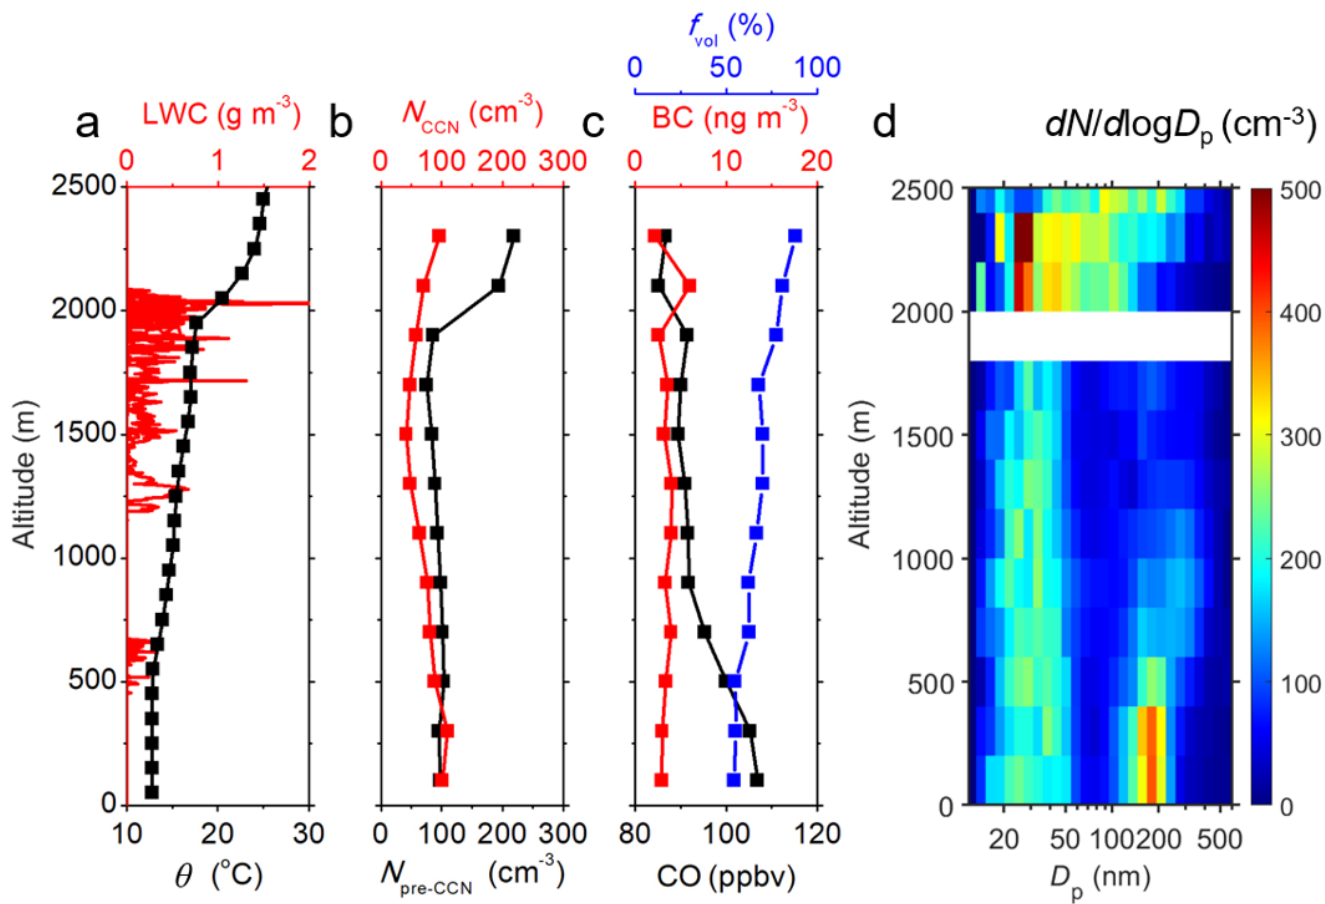 f_vol (%)
0 50 100
a LWC (g m⁻³) b N_CCN (cm⁻³) c BC (ng m⁻³) d dN/dlogD_p (cm⁻³)
0 1 2 0 100 200 300 0 10 20
2500 2500 500
2000 2000 400
1500 1500 300
Altitude (m) Altitude (m)
1000 1000 200
500 500 100
0 0 0
10 20 30 0 100 200 300 80 100 120 20 50 100 200 500
θ (°C) N_pre-CCN (cm⁻³) CO (ppbv) D_p (nm)